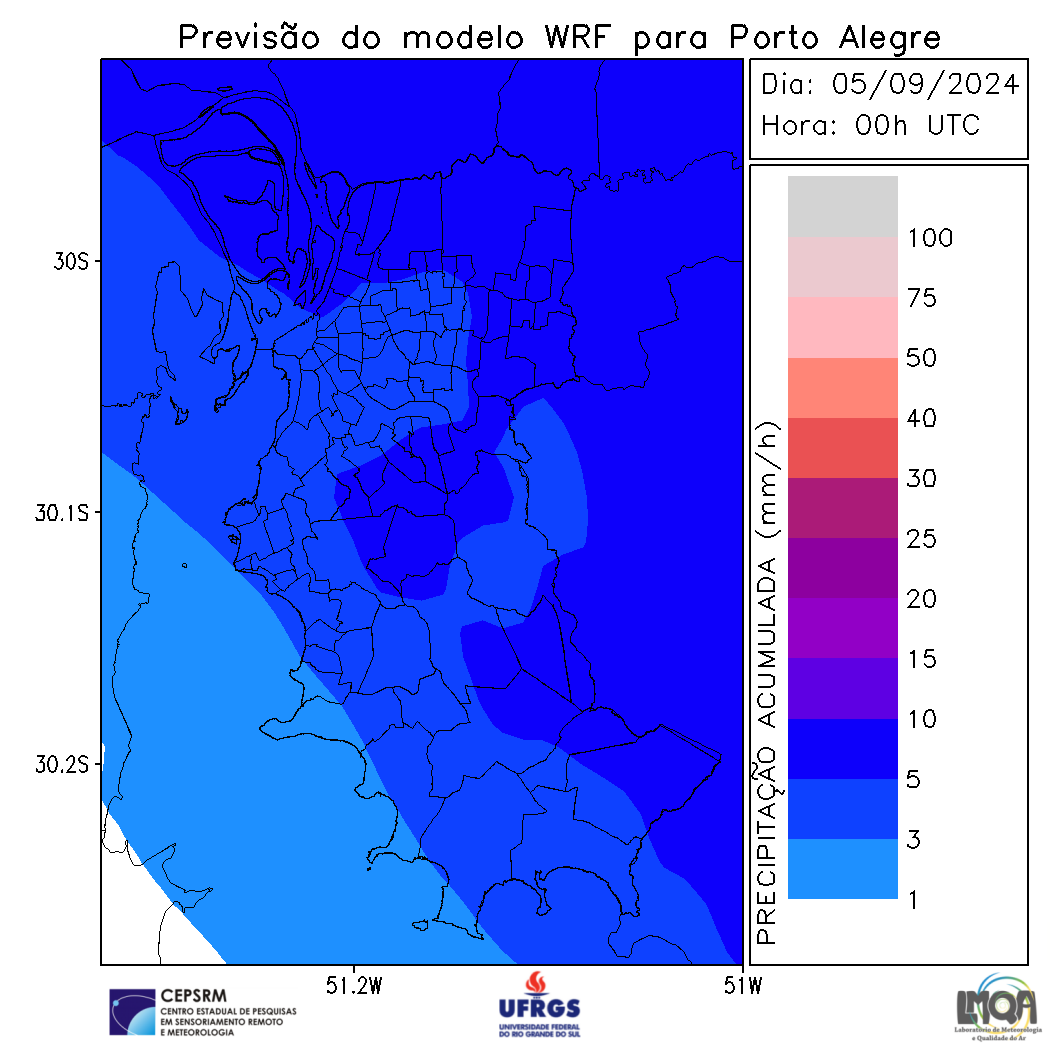 Previsão do modelo WRF para Porto Alegre
Dia: 05/09/2024
Hora: 00h UTC
30S
30.1S
30.2S
51.2W
51W
PRECIPITAÇÃO ACUMULADA (mm/h)
100
75
50
40
30
25
20
15
10
5
3
1
CEPSRM
CENTRO ESTADUAL DE PESQUISAS
EM SENSORIAMENTO REMOTO
E METEOROLOGIA
UFRGS
UNIVERSIDADE FEDERAL
DO RIO GRANDE DO SUL
LMQA
Laboratório de Meteorologia
e Qualidade do Ar